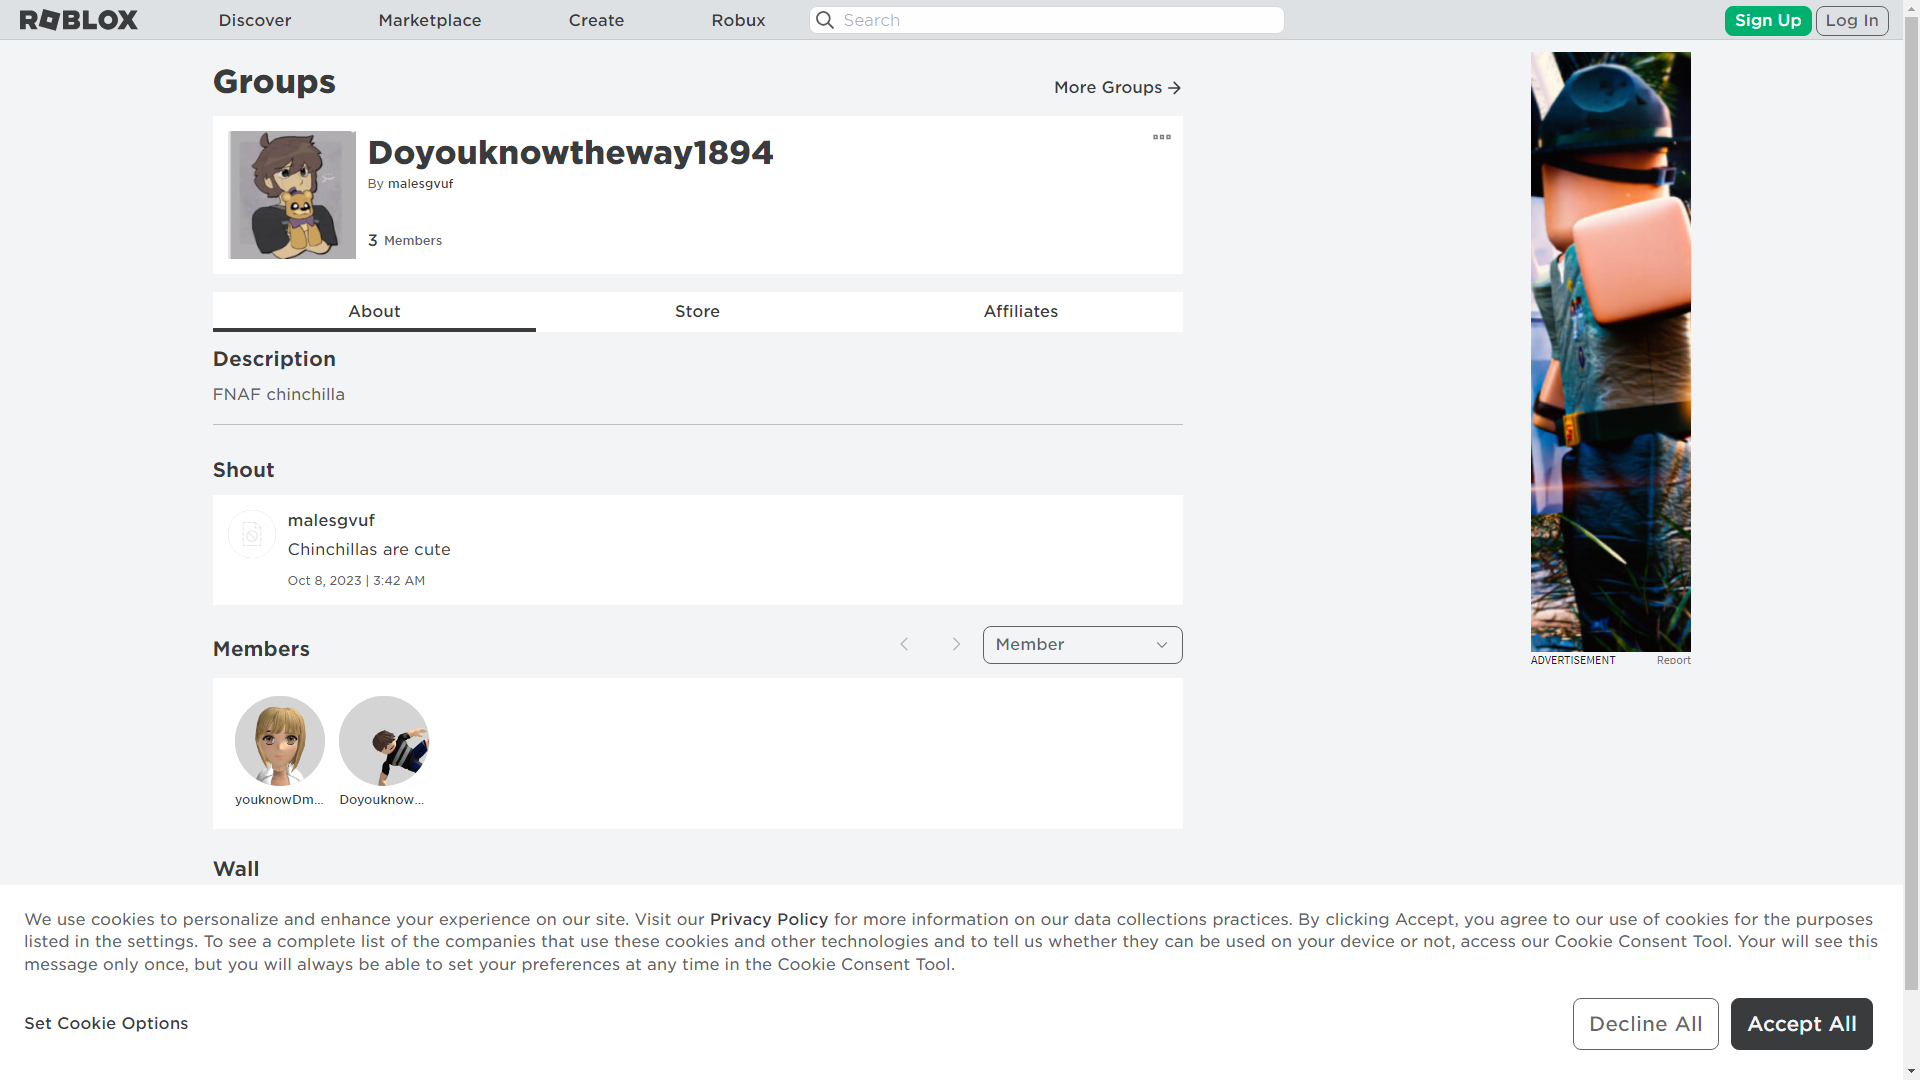 ROBLOX
Discover
Marketplace
Create
Robux
Search
Sign Up
Log In
Groups
More Groups
Doyouknowtheway1894
By malesgvuf
3 Members
About
Store
Affiliates
Description
FNAF chinchilla
Shout
malesgvuf
Chinchillas are cute
Oct 8, 2023 | 3:42 AM
ADVERTISEMENT
Report
Members
Member
youknowDm...
Doyouknow...
Wall
We use cookies to personalize and enhance your experience on our site. Visit our Privacy Policy for more information on our data collections practices. By clicking Accept, you agree to our use of cookies for the purposes
listed in the settings. To see a complete list of the companies that use these cookies and other technologies and to tell us whether they can be used on your device or not, access our Cookie Consent Tool. Your will see this
message only once, but you will always be able to set your preferences at any time in the Cookie Consent Tool.
Set Cookie Options
Decline All
Accept All